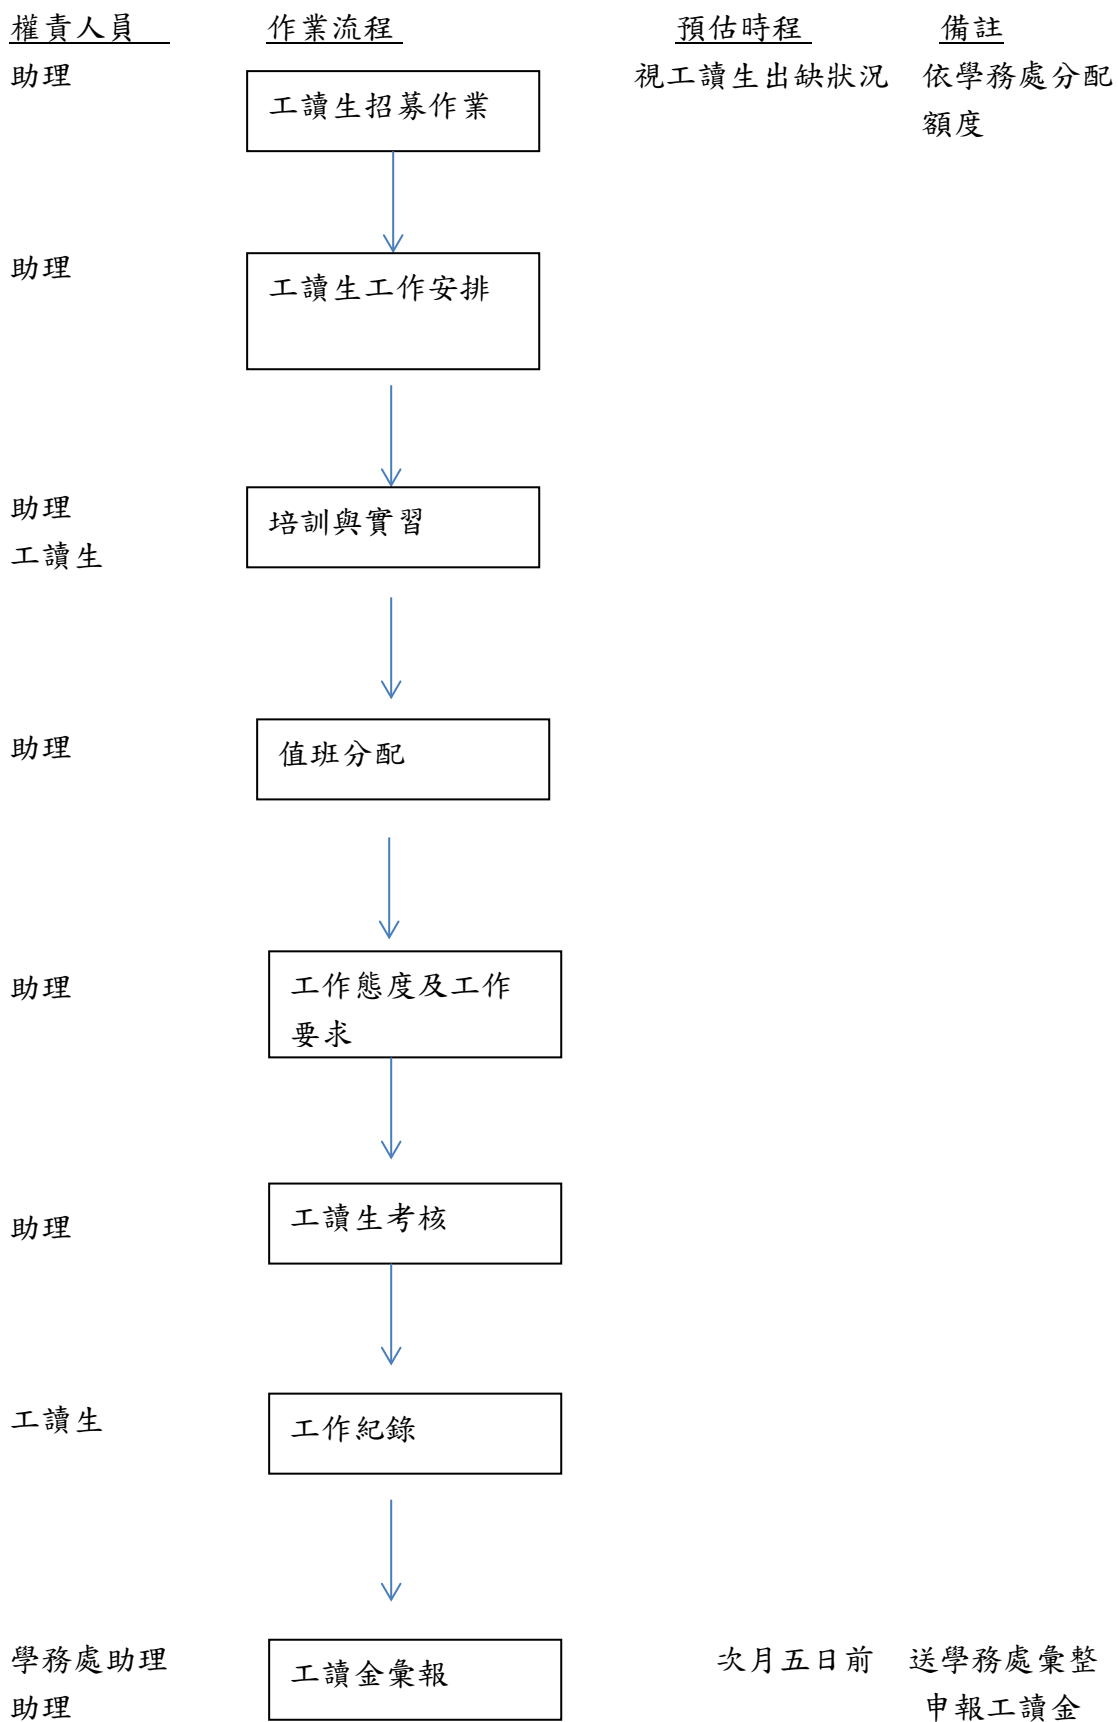 權責人員 作業流程 預估時程 備註
助理 工讀生招募作業 視工讀生出缺狀況 依學務處分配
額度
助理 工讀生工作安排
助理 培訓與實習
工讀生
助理 值班分配
助理 工作態度及工作
要求
助理 工讀生考核
工讀生 工作紀錄
學務處助理 工讀金彙報 次月五日前 送學務處彙整
助理 申報工讀金